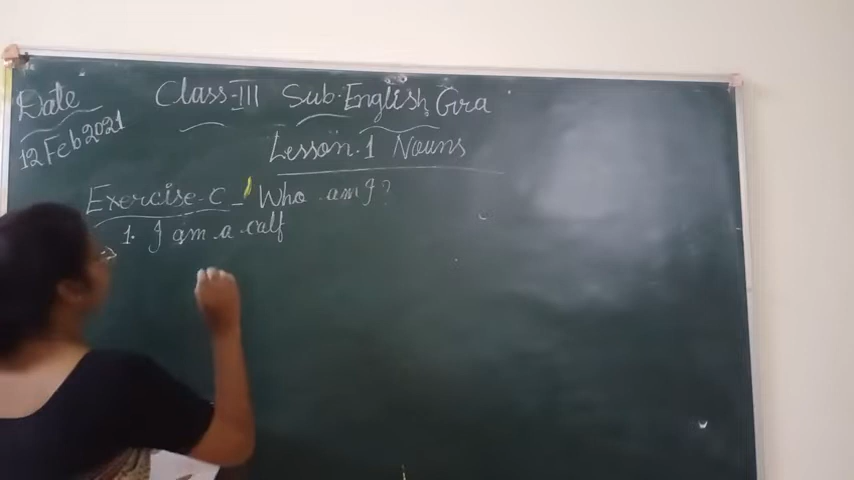 Date Class-III Sub-English Gra
12 Feb 2021
Lesson.1 Nouns
Exercise-C - Who am I?
1. I am a calf